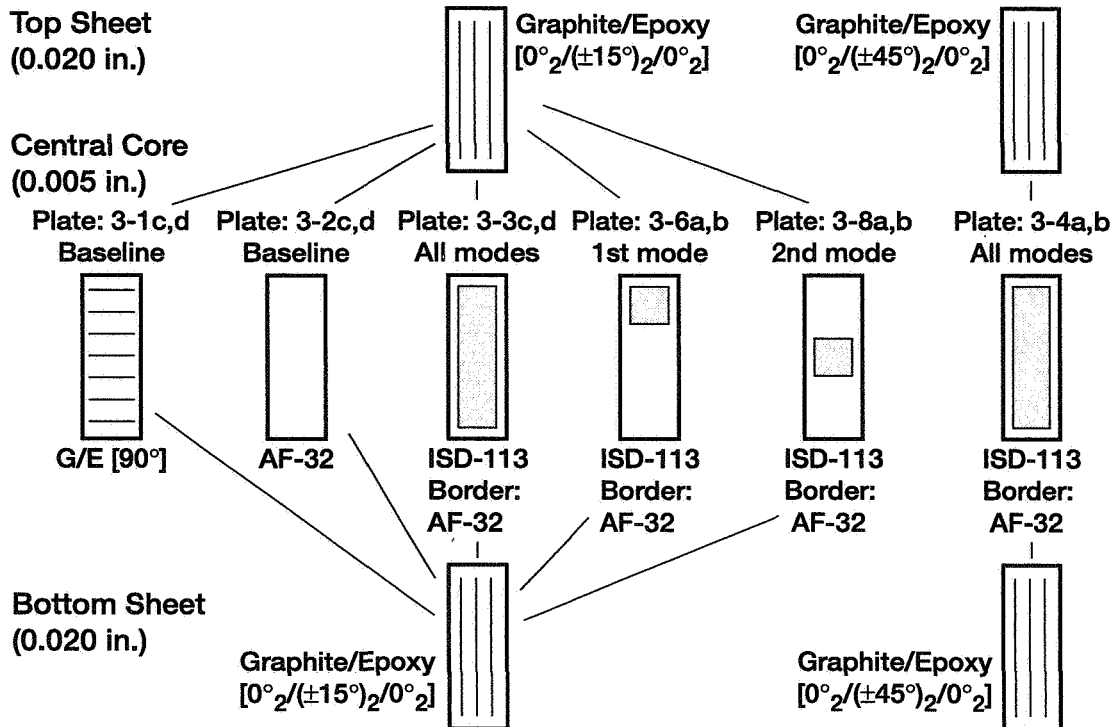 Top Sheet
(0.020 in.)
Graphite/Epoxy
[0°₂/(±15°)₂/0°₂]
Graphite/Epoxy
[0°₂/(±45°)₂/0°₂]
Central Core
(0.005 in.)
Plate: 3-1c,d
Baseline
Plate: 3-2c,d
Baseline
Plate: 3-3c,d
All modes
Plate: 3-6a,b
1st mode
Plate: 3-8a,b
2nd mode
Plate: 3-4a,b
All modes
G/E [90°]
AF-32
ISD-113
Border:
AF-32
ISD-113
Border:
AF-32
ISD-113
Border:
AF-32
ISD-113
Border:
AF-32
Bottom Sheet
(0.020 in.)
Graphite/Epoxy
[0°₂/(±15°)₂/0°₂]
Graphite/Epoxy
[0°₂/(±45°)₂/0°₂]